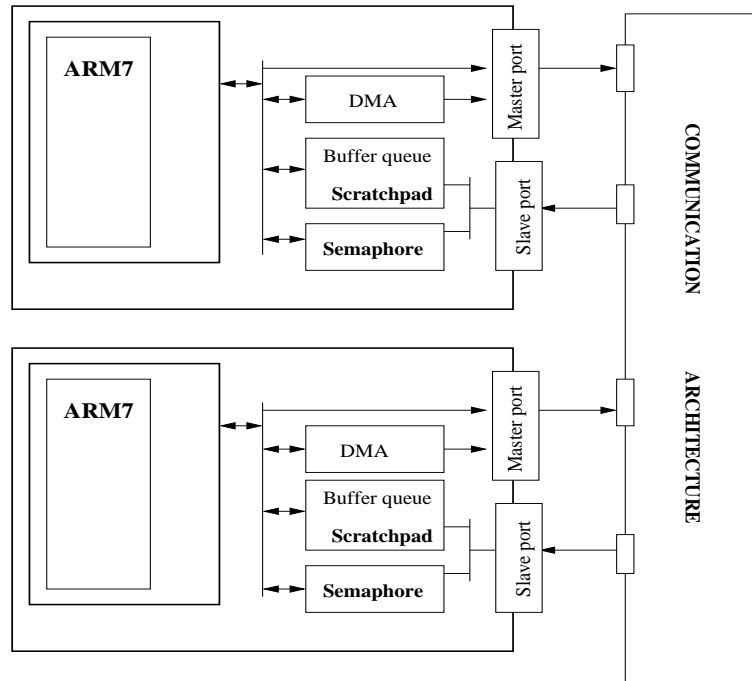 ARM7
DMA
Buffer queue
Scratchpad
Semaphore
Master port
Slave port
ARM7
DMA
Buffer queue
Scratchpad
Semaphore
Master port
Slave port
COMMUNICATION ARCHITECTURE